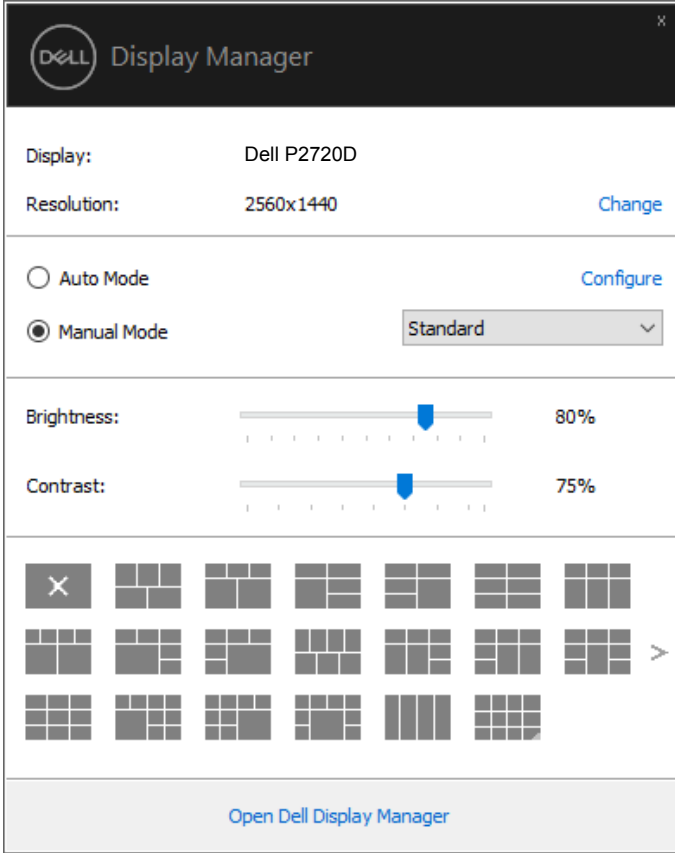 x
DELL Display Manager
Display: Dell P2720D
Resolution: 2560x1440 Change
Auto Mode Configure
Manual Mode Standard
Brightness: 80%
Contrast: 75%
Open Dell Display Manager